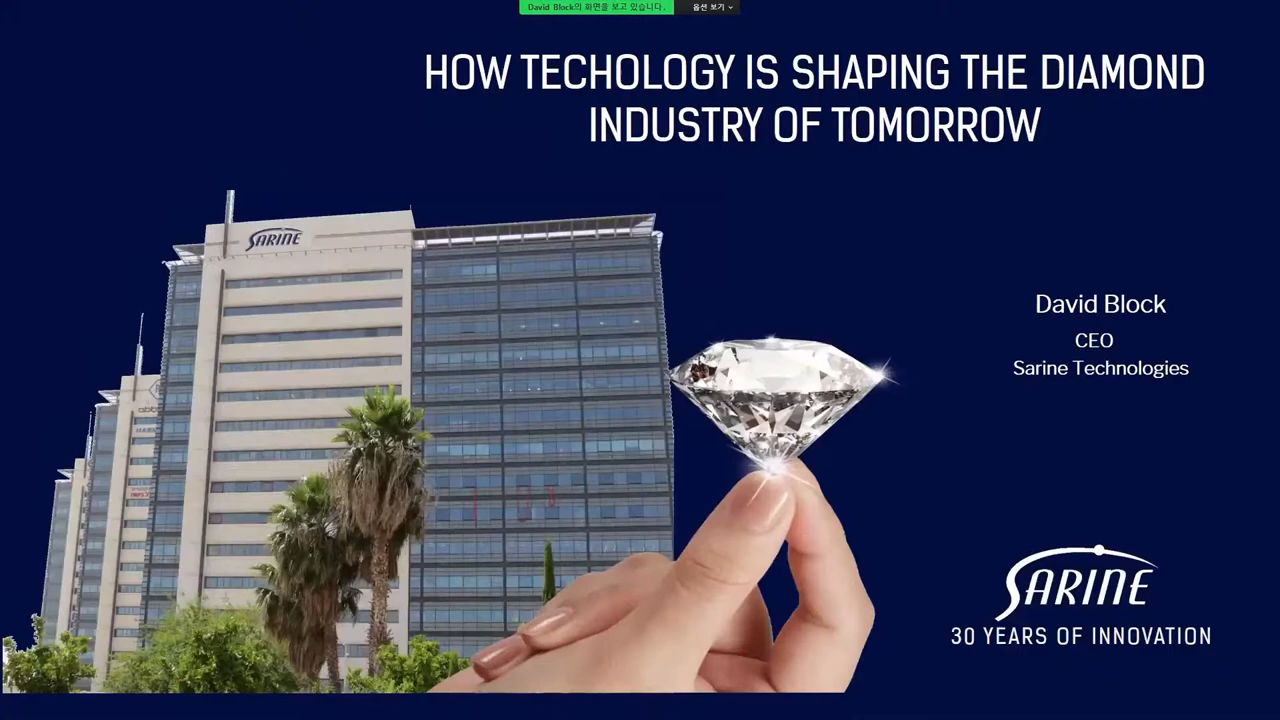 David Block의 화면을 보고 있습니다.
옵션 보기
HOW TECHOLOGY IS SHAPING THE DIAMOND
INDUSTRY OF TOMORROW
SARINE
David Block
CEO
Sarine Technologies
SARINE
30 YEARS OF INNOVATION